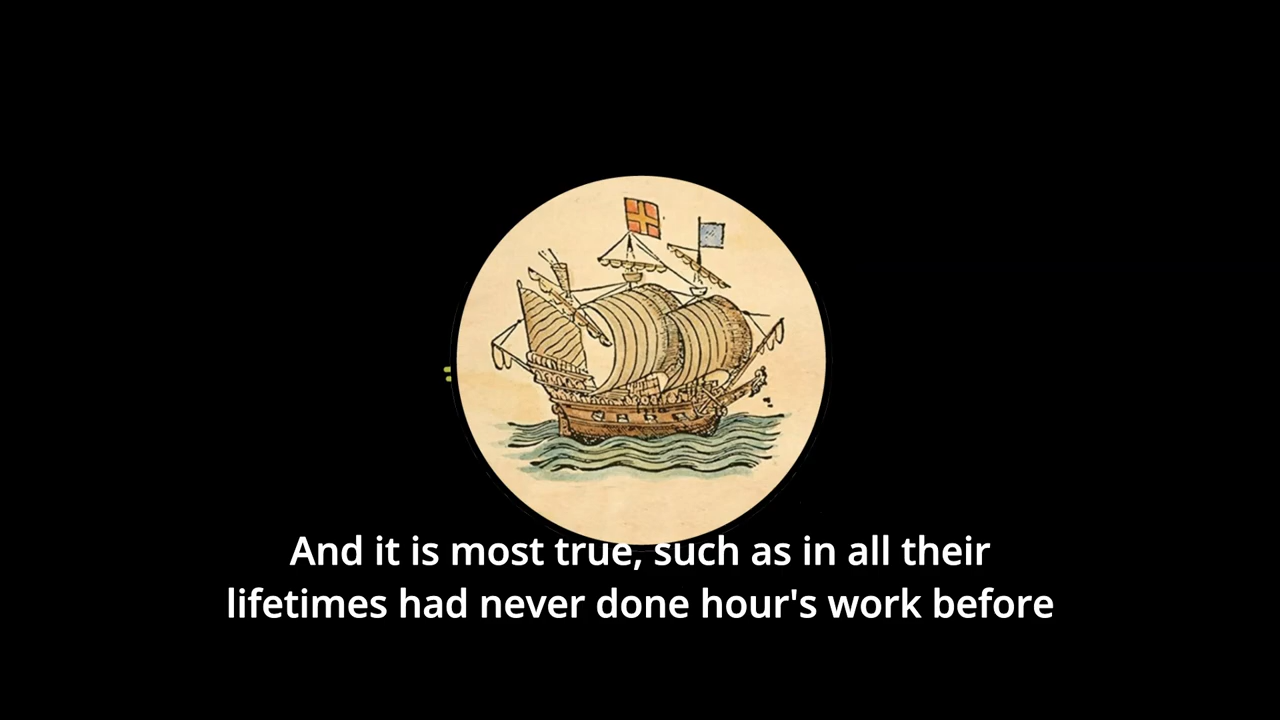 And it is most true, such as in all their
lifetimes had never done hour's work before